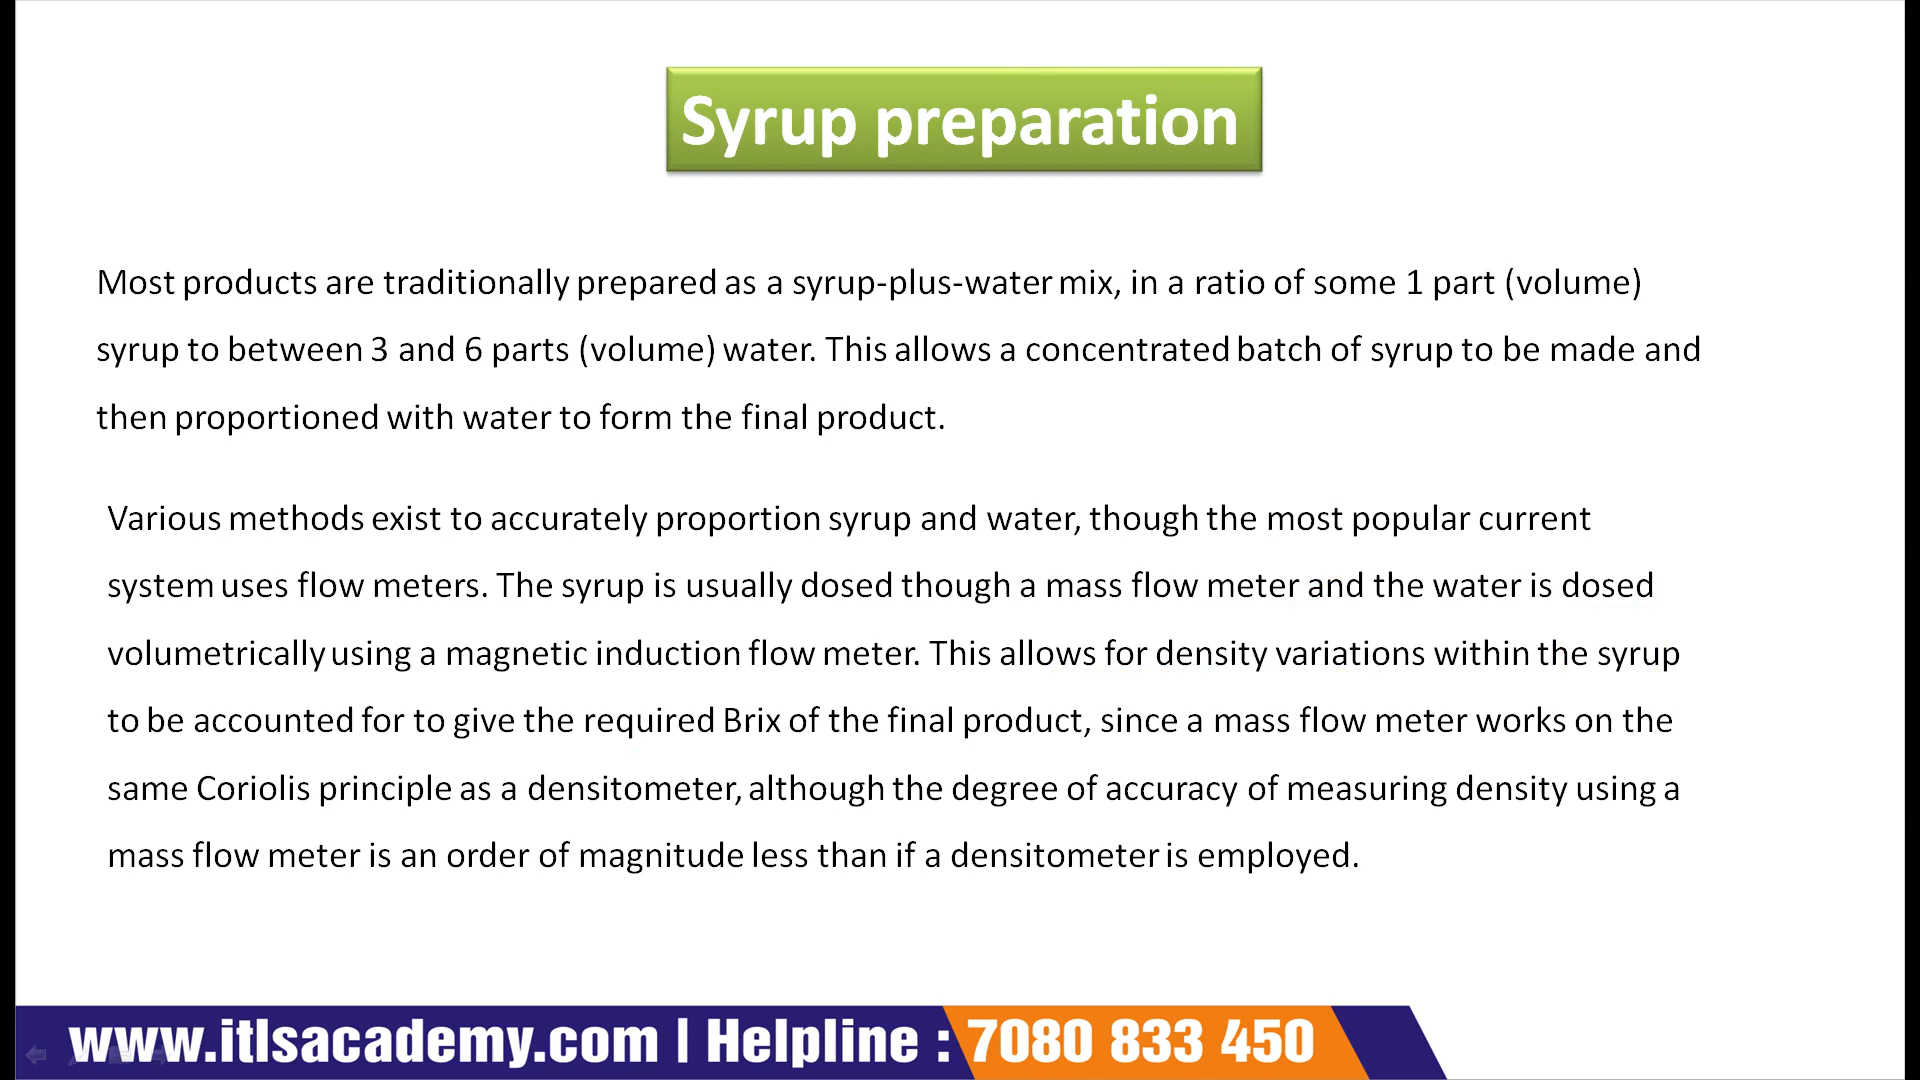 Syrup preparation
Most products are traditionally prepared as a syrup-plus-water mix, in a ratio of some 1 part (volume)
syrup to between 3 and 6 parts (volume) water. This allows a concentrated batch of syrup to be made and
then proportioned with water to form the final product.
Various methods exist to accurately proportion syrup and water, though the most popular current
system uses flow meters. The syrup is usually dosed though a mass flow meter and the water is dosed
volumetrically using a magnetic induction flow meter. This allows for density variations within the syrup
to be accounted for to give the required Brix of the final product, since a mass flow meter works on the
same Coriolis principle as a densitometer, although the degree of accuracy of measuring density using a
mass flow meter is an order of magnitude less than if a densitometer is employed.
www.itlsacademy.com | Helpline : 7080 833 450